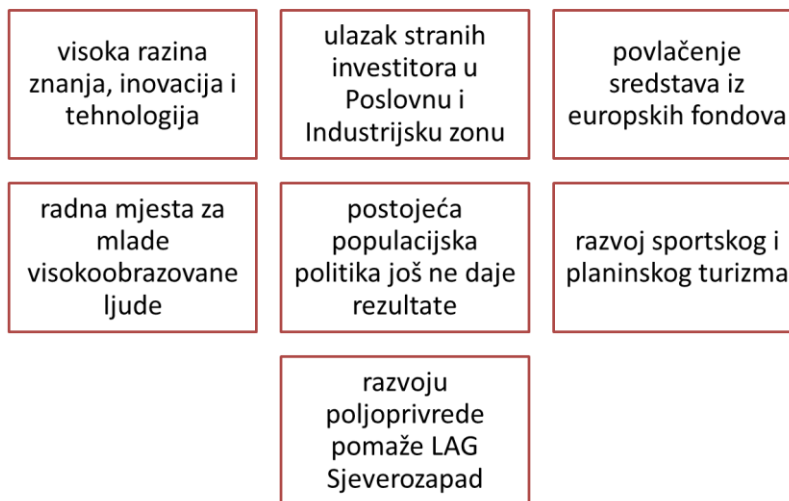 visoka razina
znanja, inovacija i
tehnologija
ulazak stranih
investitora u
Poslovnu i
Industrijsku zonu
povlačenje
sredstava iz
europskih fondova
radna mjesta za
mlade
visokoobrazovane
ljude
postojeća
populacijska
politika još ne daje
rezultate
razvoj sportskog i
planinskog turizma
razvoju
poljoprivrede
pomaže LAG
Sjeverozapad